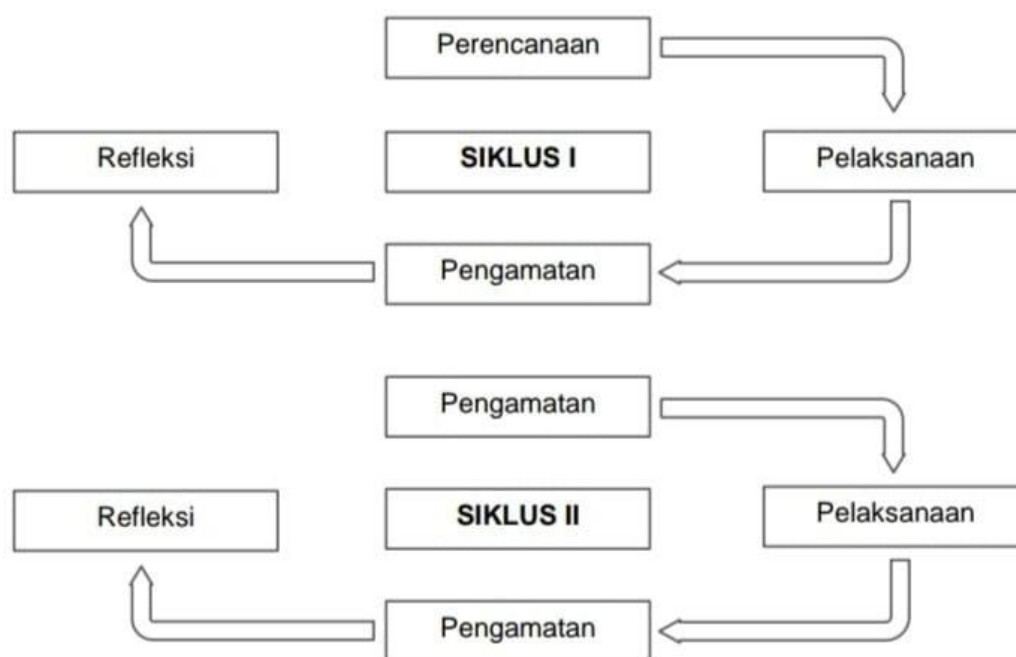 Perencanaan
Refleksi
SIKLUS I
Pelaksanaan
Pengamatan
Pengamatan
Refleksi
SIKLUS II
Pelaksanaan
Pengamatan